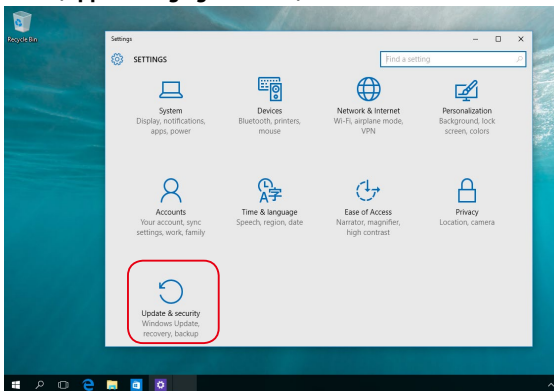 Recycle Bin
Settings
SETTINGS
Find a setting
System
Display, notifications,
apps, power
Devices
Bluetooth, printers,
mouse
Network & Internet
Wi-Fi, airplane mode,
VPN
Personalization
Background, lock
screen, colors
Accounts
Your account, sync
settings, work, family
Time & language
Speech, region, date
Ease of Access
Narrator, magnifier,
high contrast
Privacy
Location, camera
Update & security
Windows Update,
recovery, backup